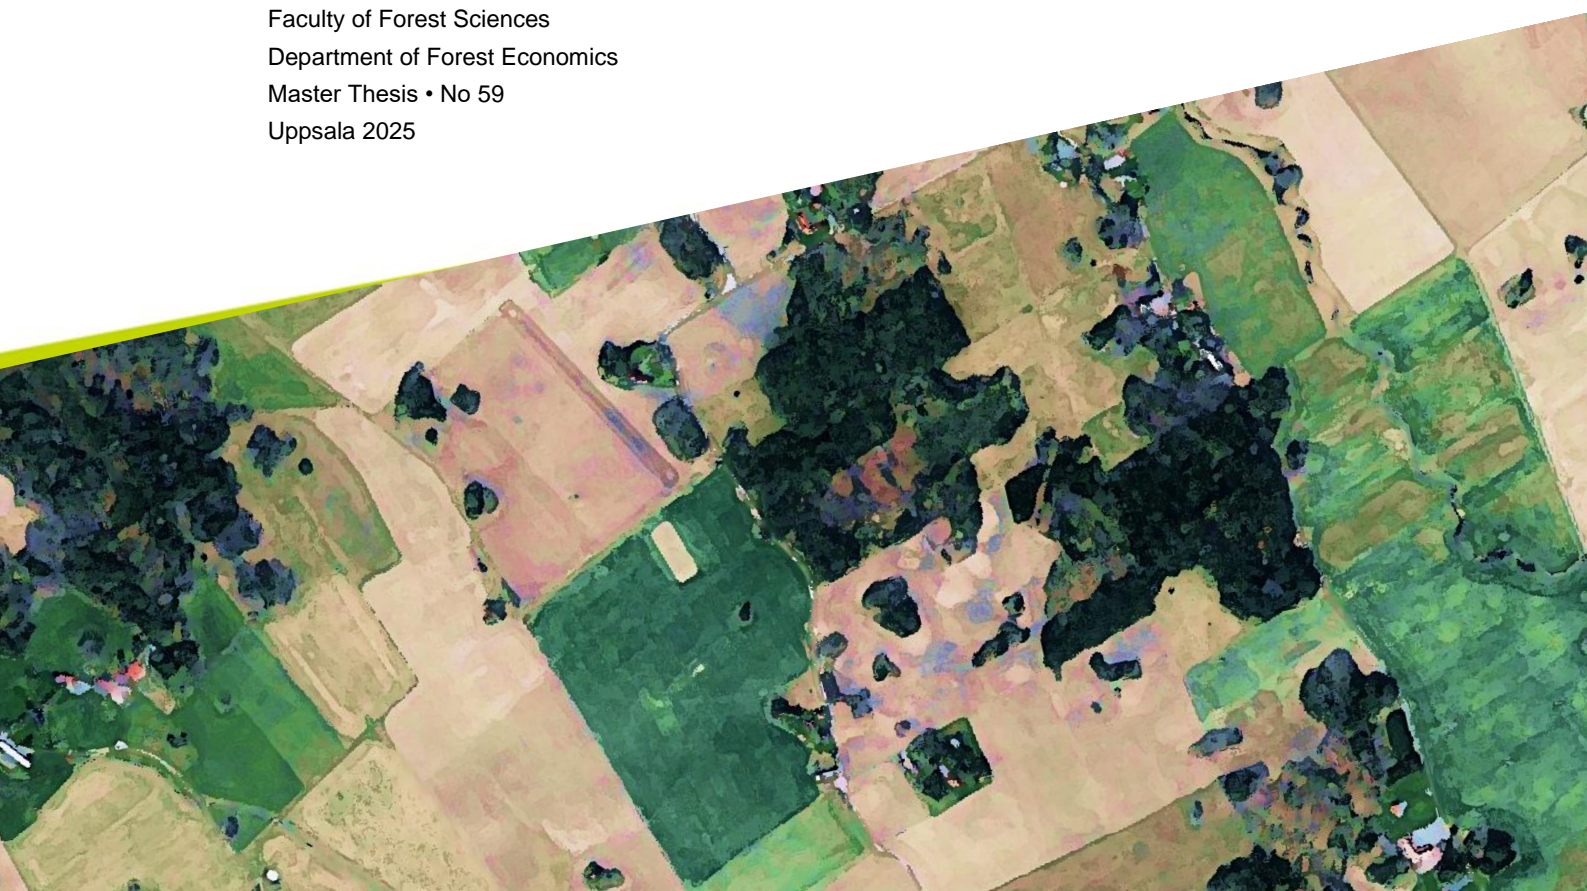 Faculty of Forest Sciences
Department of Forest Economics
Master Thesis • No 59
Uppsala 2025